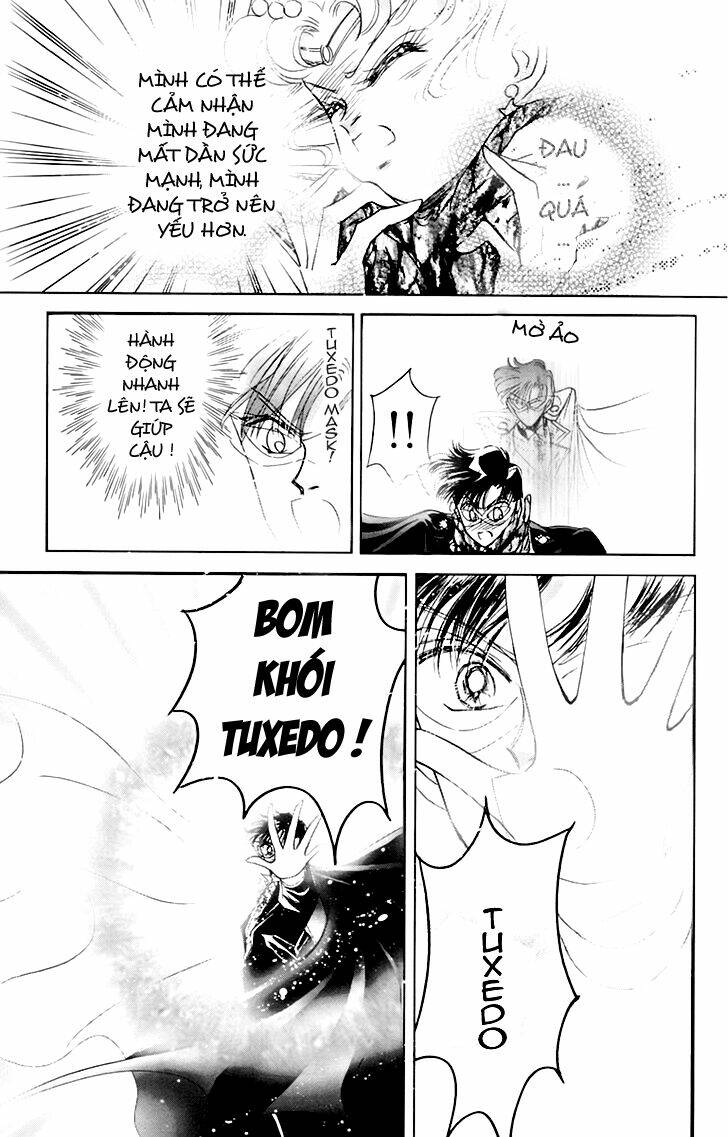 MÌNH CÓ THỂ
CẢM NHẬN
MÌNH ĐANG
MẤT DẦN SỨC
MẠNH, MÌNH
ĐANG TRỞ NÊN
YẾU HƠN.
ĐAU
...
QUÁ
...
MỜ ẢO
!!
TUXEDO MASK!
HÀNH
ĐỘNG
NHANH
LÊN! TA SẼ
GIÚP
CẬU !
TUXEDO
BOM
KHÓI
TUXEDO !